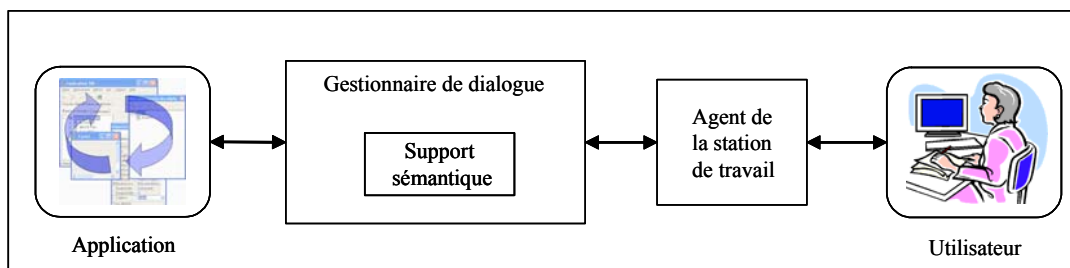 Gestionnaire de dialogue
Support
sémantique
Agent de
la station
de travail
Application
Utilisateur